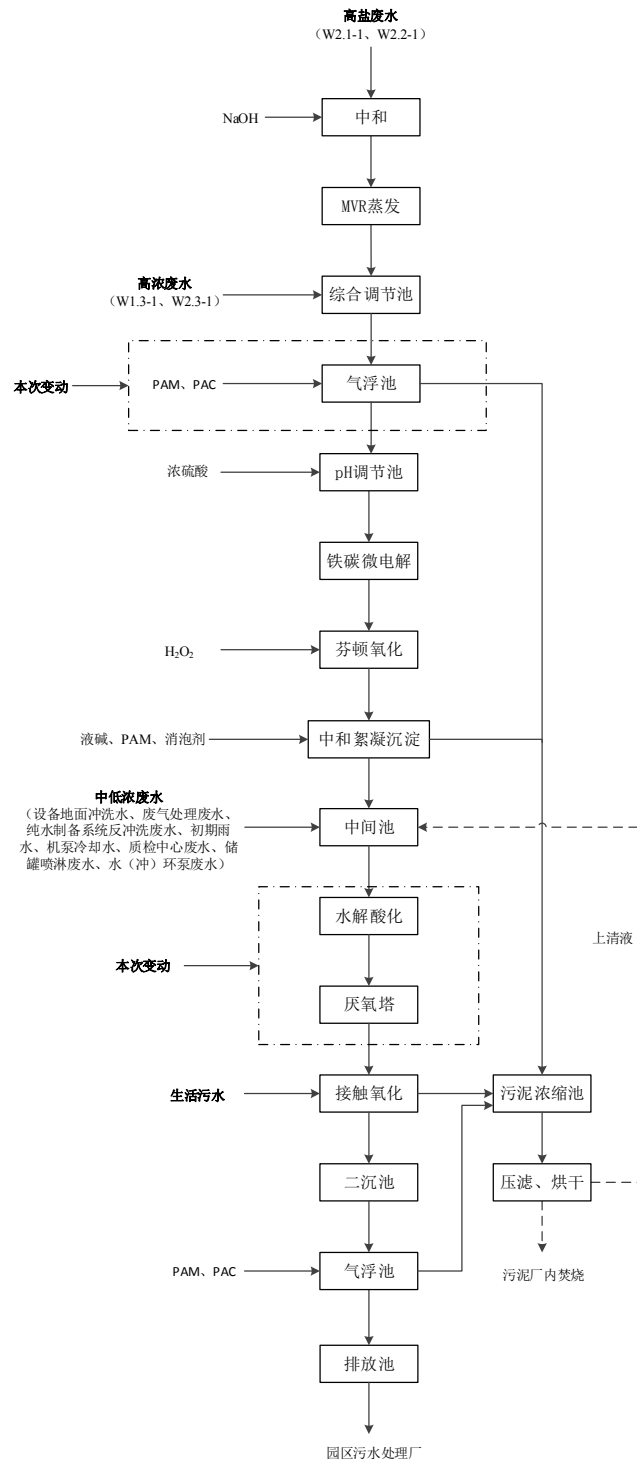 高盐废水
（W2.1-1、W2.2-1）
NaOH
中和
MVR蒸发
高浓废水
（W1.3-1、W2.3-1）
综合调节池
本次变动
PAM、PAC
气浮池
浓硫酸
pH调节池
铁碳微电解
H₂O₂
芬顿氧化
液碱、PAM、消泡剂
中和絮凝沉淀
中低浓废水
（设备地面冲洗水、废气处理废水、
纯水制备系统反冲洗废水、初期雨
水、机泵冷却水、质检中心废水、储
罐喷淋废水、水（冲）环泵废水）
中间池
水解酸化
上清液
本次变动
厌氧塔
生活污水
接触氧化
污泥浓缩池
二沉池
压滤、烘干
PAM、PAC
气浮池
污泥厂内焚烧
排放池
园区污水处理厂